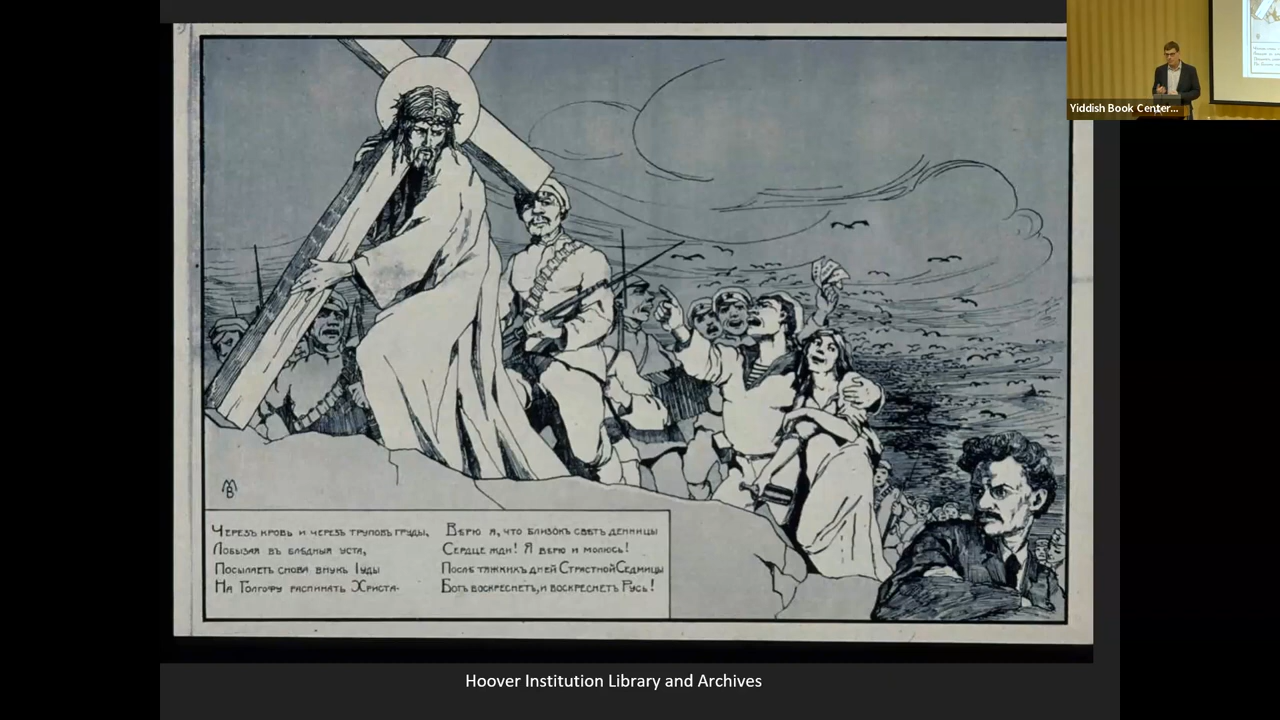 Yiddish Book Center...
Черезъ кровь и черезъ труповъ груды,
Лобызая въ блѣдныя уста,
Посылаетъ снова внукъ Іуды
На Голгофу распинать Христа-
Вѣрю я, что близокъ свѣтъ денницы
Сердце жди! Я вѣрю и молюсь!
Послѣ тяжкихъ дней Страстной Седмицы
Богъ воскреснетъ, и воскреснетъ Русь!
Hoover Institution Library and Archives